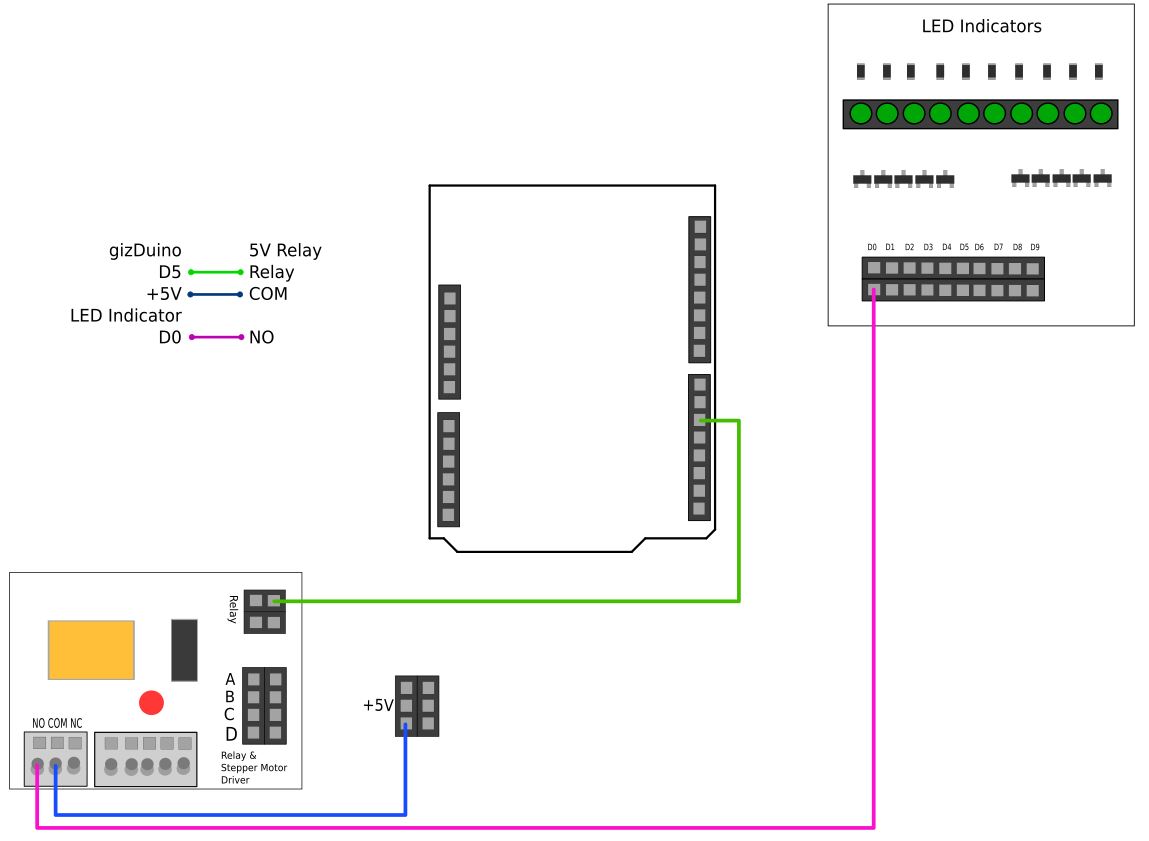 LED Indicators
D0 D1 D2 D3 D4 D5 D6 D7 D8 D9
gizDuino 5V Relay
D5 Relay
+5V COM
LED Indicator
D0 NO
Relay
A
B
C
D
+5V
NO COM NC
Relay &
Stepper Motor
Driver